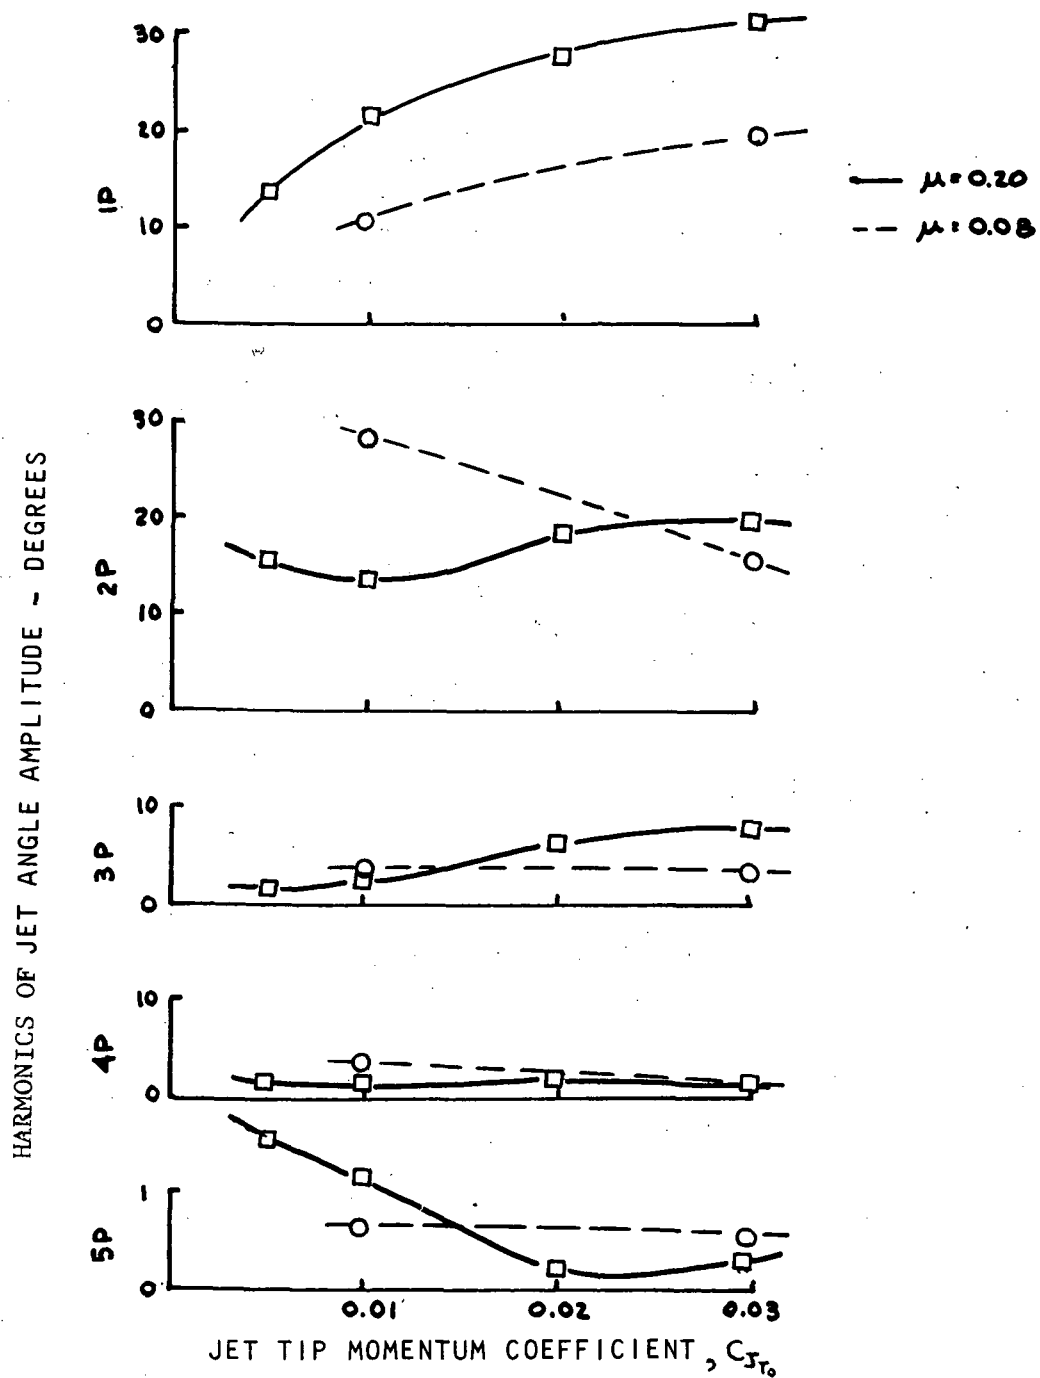 30
20
10
0
1P
μ = 0.20
μ = 0.08
30
20
10
0
2P
10
0
3P
10
0
4P
1
0
5P
0.01
0.02
0.03
JET TIP MOMENTUM COEFFICIENT, CJT0
HARMONICS OF JET ANGLE AMPLITUDE ~ DEGREES